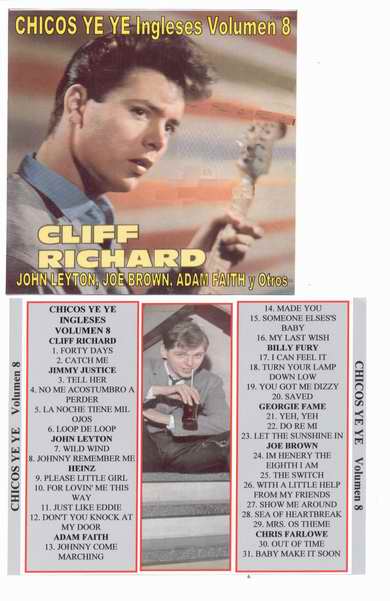 CHICOS YE YE Ingleses Volumen 8
CLIFF
RICHARD
JOHN LEYTON, JOE BROWN, ADAM FAITH y Otros
CHICOS YE YE Volumen 8
CHICOS YE YE
INGLESES
VOLUMEN 8
CLIFF RICHARD
1. FORTY DAYS
2. CATCH ME
JIMMY JUSTICE
3. TELL HER
4. NO ME ACOSTUMBRO A
PERDER
5. LA NOCHE TIENE MIL
OJOS
6. LOOP DE LOOP
JOHN LEYTON
7. WILD WIND
8. JOHNNY REMEMBER ME
HEINZ
9. PLEASE LITTLE GIRL
10. FOR LOVIN' ME THIS
WAY
11. JUST LIKE EDDIE
12. DON'T YOU KNOCK AT
MY DOOR
ADAM FAITH
13. JOHNNY COME
MARCHING
14. MADE YOU
15. SOMEONE ELSES'S
BABY
16. MY LAST WISH
BILLY FURY
17. I CAN FEEL IT
18. TURN YOUR LAMP
DOWN LOW
19. YOU GOT ME DIZZY
20. SAVED
GEORGIE FAME
21. YEH, YEH
22. DO RE MI
23. LET THE SUNSHINE IN
JOE BROWN
24. IM HENERY THE
EIGHTH I AM
25. THE SWITCH
26. WITH A LITTLE HELP
FROM MY FRIENDS
27. SHOW ME AROUND
28. SEA OF HEARTBREAK
29. MRS. OS THEME
CHRIS FARLOWE
30. OUT OF TIME
31. BABY MAKE IT SOON
CHICOS YE YE Volumen 8